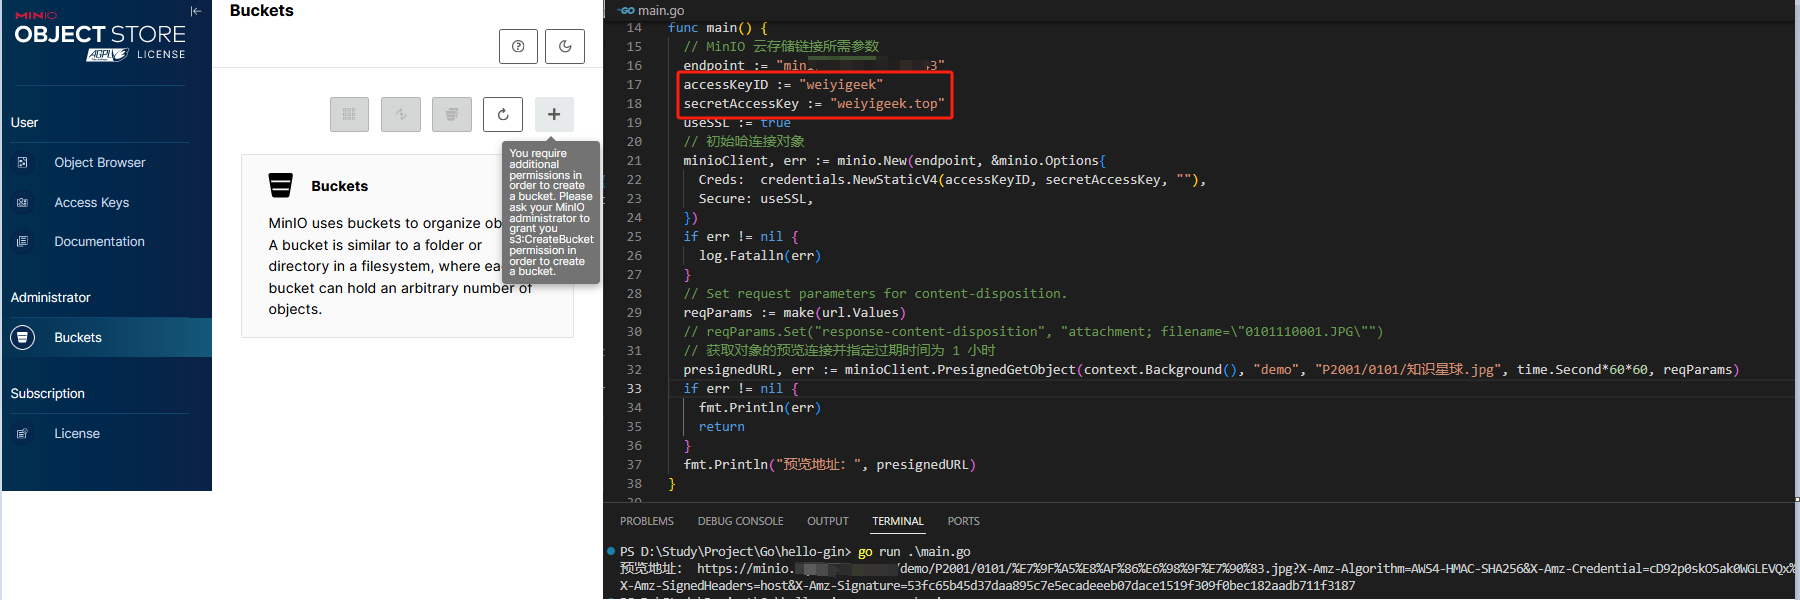 Buckets
MINIO
OBJECT STORE
AGPL LICENSE
User
Object Browser
Access Keys
Documentation
Administrator
Buckets
Subscription
License
Buckets
MinIO uses buckets to organize ob
A bucket is similar to a folder or
directory in a filesystem, where ea
bucket can hold an arbitrary number of
objects.
You require
additional
permissions in
order to create
a bucket. Please
ask your MinIO
administrator to
grant you
s3:CreateBucket
permission in
order to create
a bucket.
main.go
14 func main() {
15 // MinIO 云存储链接所需参数
16 endpoint := "mini 3"
17 accessKeyID := "weiyigeek"
18 secretAccessKey := "weiyigeek.top"
19 useSSL := true
20 // 初始哈连接对象
21 minioClient, err := minio.New(endpoint, &minio.Options{
22 Creds: credentials.NewStaticV4(accessKeyID, secretAccessKey, ""),
23 Secure: useSSL,
24 })
25 if err != nil {
26 log.Fatalln(err)
27 }
28 // Set request parameters for content-disposition.
29 reqParams := make(url.Values)
30 // reqParams.Set("response-content-disposition", "attachment; filename=\"0101110001.JPG\"")
31 // 获取对象的预览连接并指定过期时间为 1 小时
32 presignedURL, err := minioClient.PresignedGetObject(context.Background(), "demo", "P2001/0101/知识星球.jpg", time.Second*60*60, reqParams)
33 if err != nil {
34 fmt.Println(err)
35 return
36 }
37 fmt.Println("预览地址: ", presignedURL)
38 }
PROBLEMS DEBUG CONSOLE OUTPUT TERMINAL PORTS
PS D:\Study\Project\Go\hello-gin> go run .\main.go
预览地址: https://minio. /demo/P2001/0101/%E7%9F%A5%E8%AF%86%E6%98%9F%E7%90%83.jpg?X-Amz-Algorithm=AWS4-HMAC-SHA256&X-Amz-Credential=cD92p0skOSak0WGLEVQx%
X-Amz-SignedHeaders=host&X-Amz-Signature=53fc65b45d37daa895c7e5ecadeeeb07dace1519f309f0bec182aadb711f3187